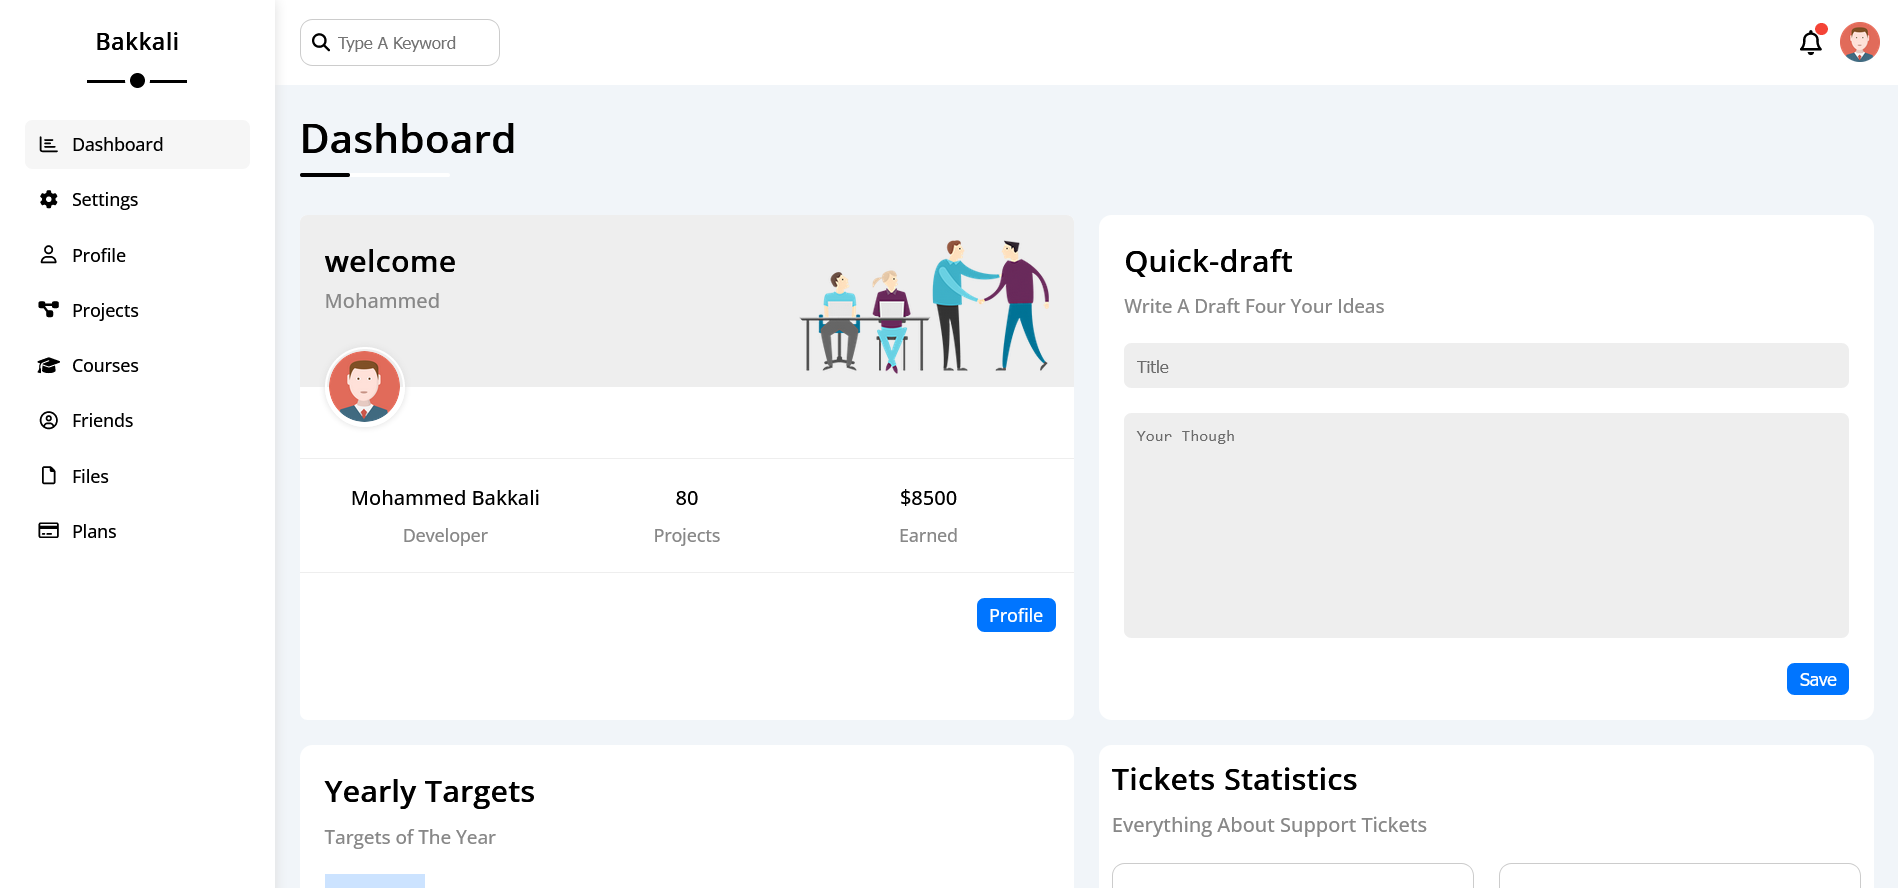 Bakkali
Type A Keyword
Dashboard
Settings
Profile
Projects
Courses
Friends
Files
Plans
Dashboard
welcome
Mohammed
Mohammed Bakkali
Developer
80
Projects
$8500
Earned
Profile
Quick-draft
Write A Draft Four Your Ideas
Title
Your Though
Save
Yearly Targets
Targets of The Year
Tickets Statistics
Everything About Support Tickets